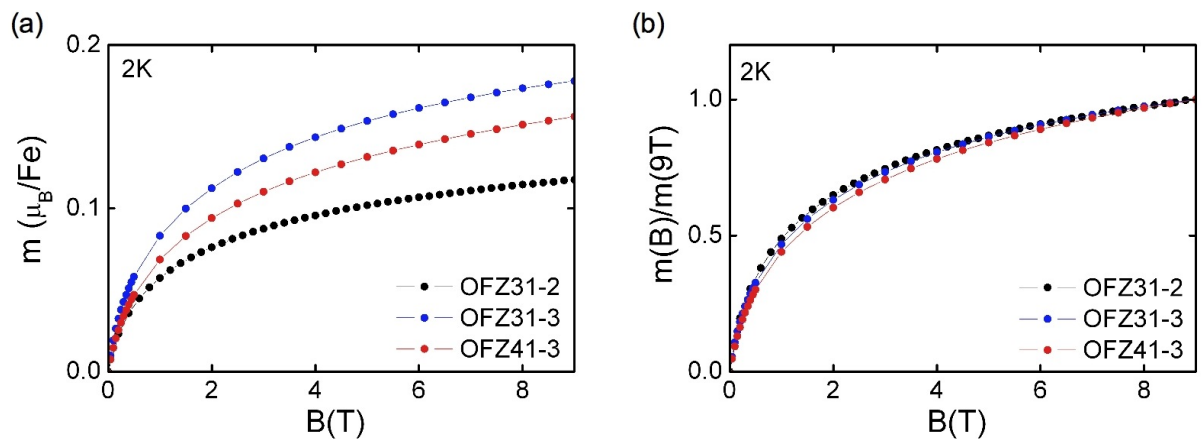 (a)
0.2
2K
0.1
0.0
m (μB/Fe)
OFZ31-2
OFZ31-3
OFZ41-3
0 2 4 6 8
B(T)
(b)
2K
1.0
0.5
0.0
m(B)/m(9T)
OFZ31-2
OFZ31-3
OFZ41-3
0 2 4 6 8
B(T)